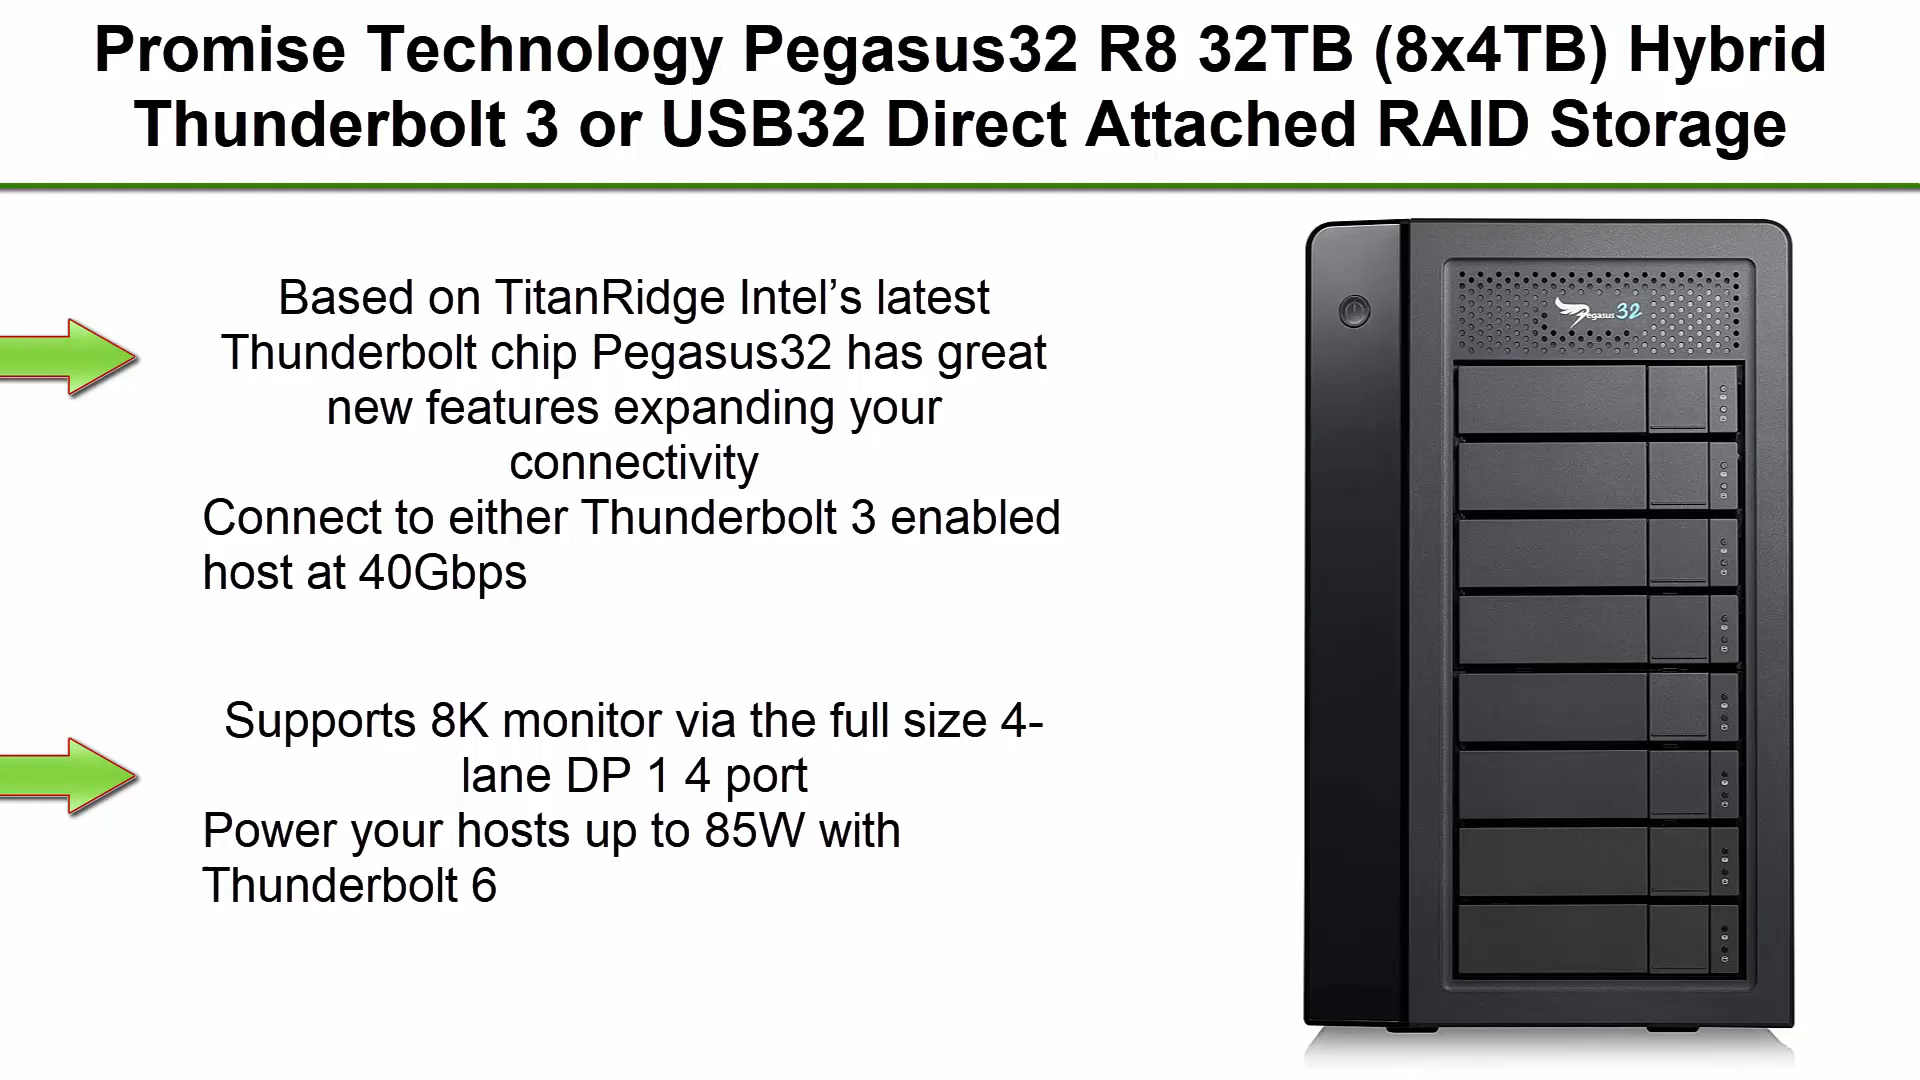 Promise Technology Pegasus32 R8 32TB (8x4TB) Hybrid
Thunderbolt 3 or USB32 Direct Attached RAID Storage
Based on TitanRidge Intel’s latest
Thunderbolt chip Pegasus32 has great
new features expanding your
connectivity
Connect to either Thunderbolt 3 enabled
host at 40Gbps
Supports 8K monitor via the full size 4-
lane DP 1 4 port
Power your hosts up to 85W with
Thunderbolt 6
Pegasus 32